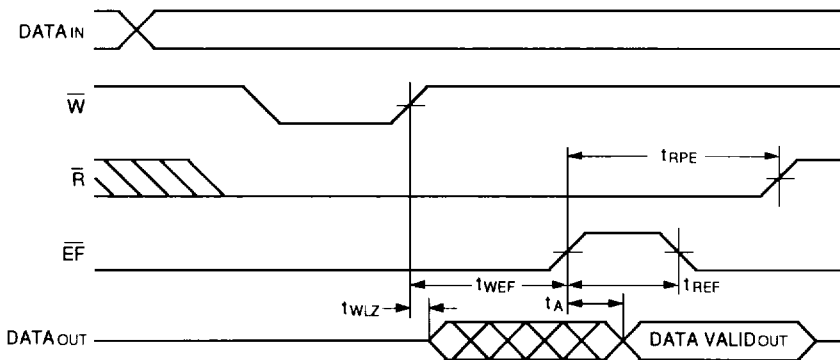 DATA IN
W
R
tRPE
EF
tWEF
tREF
tWLZ
tA
DATA OUT
DATA VALID OUT